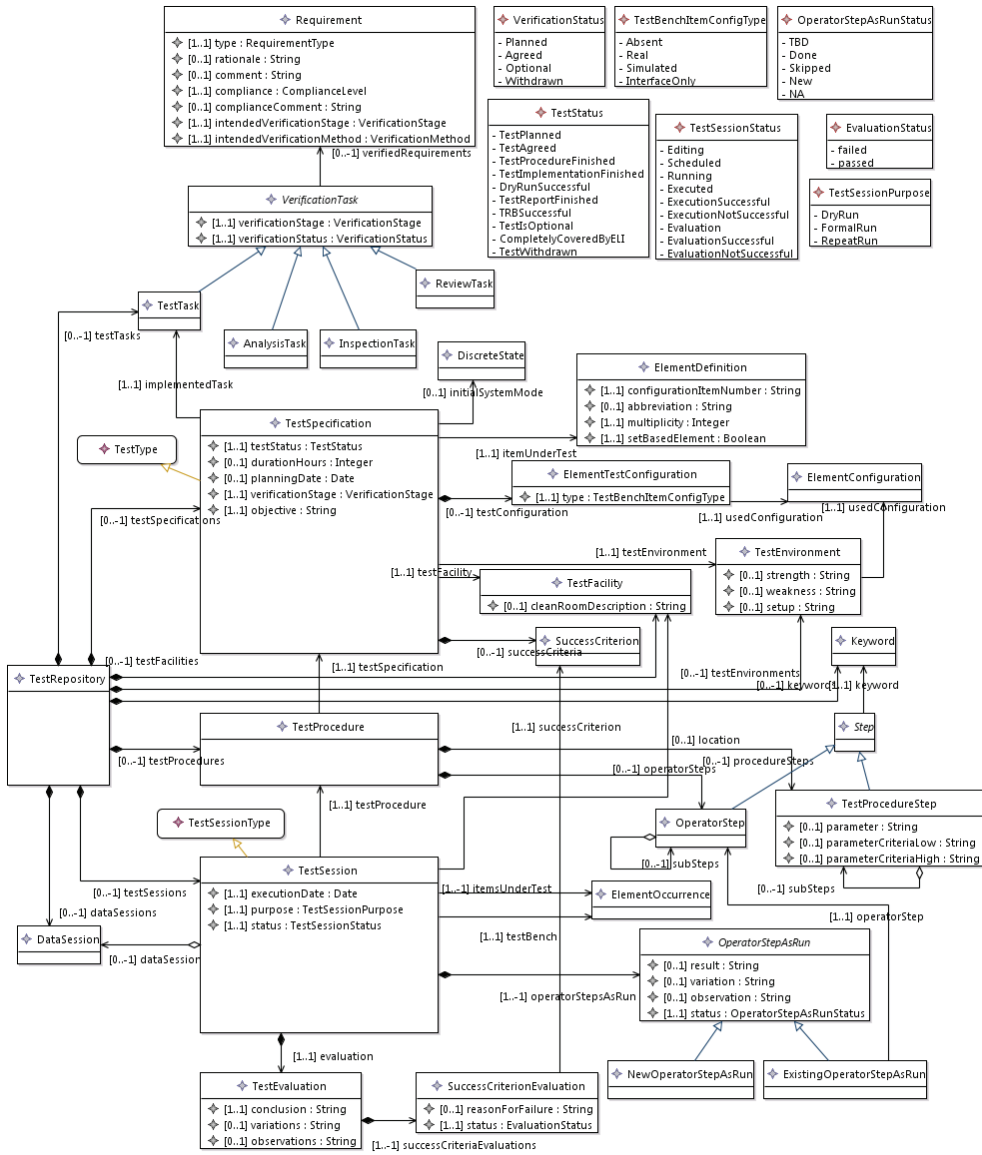 Requirement
[1..1] type : RequirementType
[0..1] rationale : String
[0..1] comment : String
[1..1] compliance : ComplianceLevel
[0..1] complianceComment : String
[1..1] intendedVerificationStage : VerificationStage
[1..1] intendedVerificationMethod : VerificationMethod
VerificationStatus
- Planned
- Agreed
- Optional
- Withdrawn
TestBenchItemConfigType
- Absent
- Real
- Simulated
- InterfaceOnly
OperatorStepAsRunStatus
- TBD
- Done
- Skipped
- New
- NA
TestStatus
- TestPlanned
- TestAgreed
- TestProcedureFinished
- TestImplementationFinished
- DryRunSuccessful
- TestReportFinished
- TRBSuccessful
- TestIsOptional
- CompletelyCoveredByELI
- TestWithdrawn
TestSessionStatus
- Editing
- Scheduled
- Running
- Executed
- ExecutionSuccessful
- ExecutionNotSuccessful
- Evaluation
- EvaluationSuccessful
- EvaluationNotSuccessful
EvaluationStatus
- failed
- passed
TestSessionPurpose
- DryRun
- FormalRun
- RepeatRun
[0..-1] verifiedRequirements
VerificationTask
[1..1] verificationStage : VerificationStage
[1..1] verificationStatus : VerificationStatus
ReviewTask
TestTask
[0..-1] testTasks
AnalysisTask
InspectionTask
DiscreteState
[1..1] implementedTask
[0..1] initialSystemMode
ElementDefinition
[1..1] configurationItemNumber : String
[0..1] abbreviation : String
[1..1] multiplicity : Integer
[1..1] setBasedElement : Boolean
TestSpecification
[1..1] testStatus : TestStatus
[0..1] durationHours : Integer
[0..1] planningDate : Date
[1..1] verificationStage : VerificationStage
[1..1] objective : String
TestType
[1..1] itemUnderTest
ElementTestConfiguration
[1..1] type : TestBenchItemConfigType
ElementConfiguration
[0..-1] testConfiguration
[1..1] usedConfiguration
[1..1] usedConfiguration
[0..-1] testSpecifications
[1..1] testEnvironment
TestEnvironment
[0..1] strength : String
[0..1] weakness : String
[0..1] setup : String
[1..1] testFacility
TestFacility
[0..1] cleanRoomDescription : String
SuccessCriterion
[0..-1] successCriteria
Keyword
[0..-1] testFacilities
[1..1] testSpecification
TestRepository
[0..-1] testEnvironments
[0..-1] keywords
[1..1] keyword
TestProcedure
[1..1] successCriterion
Step
[0..1] location
[0..-1] testProcedures
[0..-1] operatorSteps
[0..-1] procedureSteps
[1..1] testProcedure
TestSessionType
OperatorStep
[0..-1] subSteps
TestProcedureStep
[0..1] parameter : String
[0..1] parameterCriteriaLow : String
[0..1] parameterCriteriaHigh : String
[0..-1] subSteps
TestSession
[1..1] executionDate : Date
[1..1] purpose : TestSessionPurpose
[1..1] status : TestSessionStatus
[0..-1] testSessions
[1..-1] itemsUnderTest
ElementOccurrence
[1..1] testBench
[0..-1] dataSessions
DataSession
[0..-1] dataSession
[1..1] operatorStep
OperatorStepAsRun
[0..1] result : String
[0..1] variation : String
[0..1] observation : String
[1..1] status : OperatorStepAsRunStatus
[1..-1] operatorStepsAsRun
[1..1] evaluation
NewOperatorStepAsRun
ExistingOperatorStepAsRun
TestEvaluation
[1..1] conclusion : String
[0..1] variations : String
[0..1] observations : String
SuccessCriterionEvaluation
[0..1] reasonForFailure : String
[1..1] status : EvaluationStatus
[1..-1] successCriteriaEvaluations